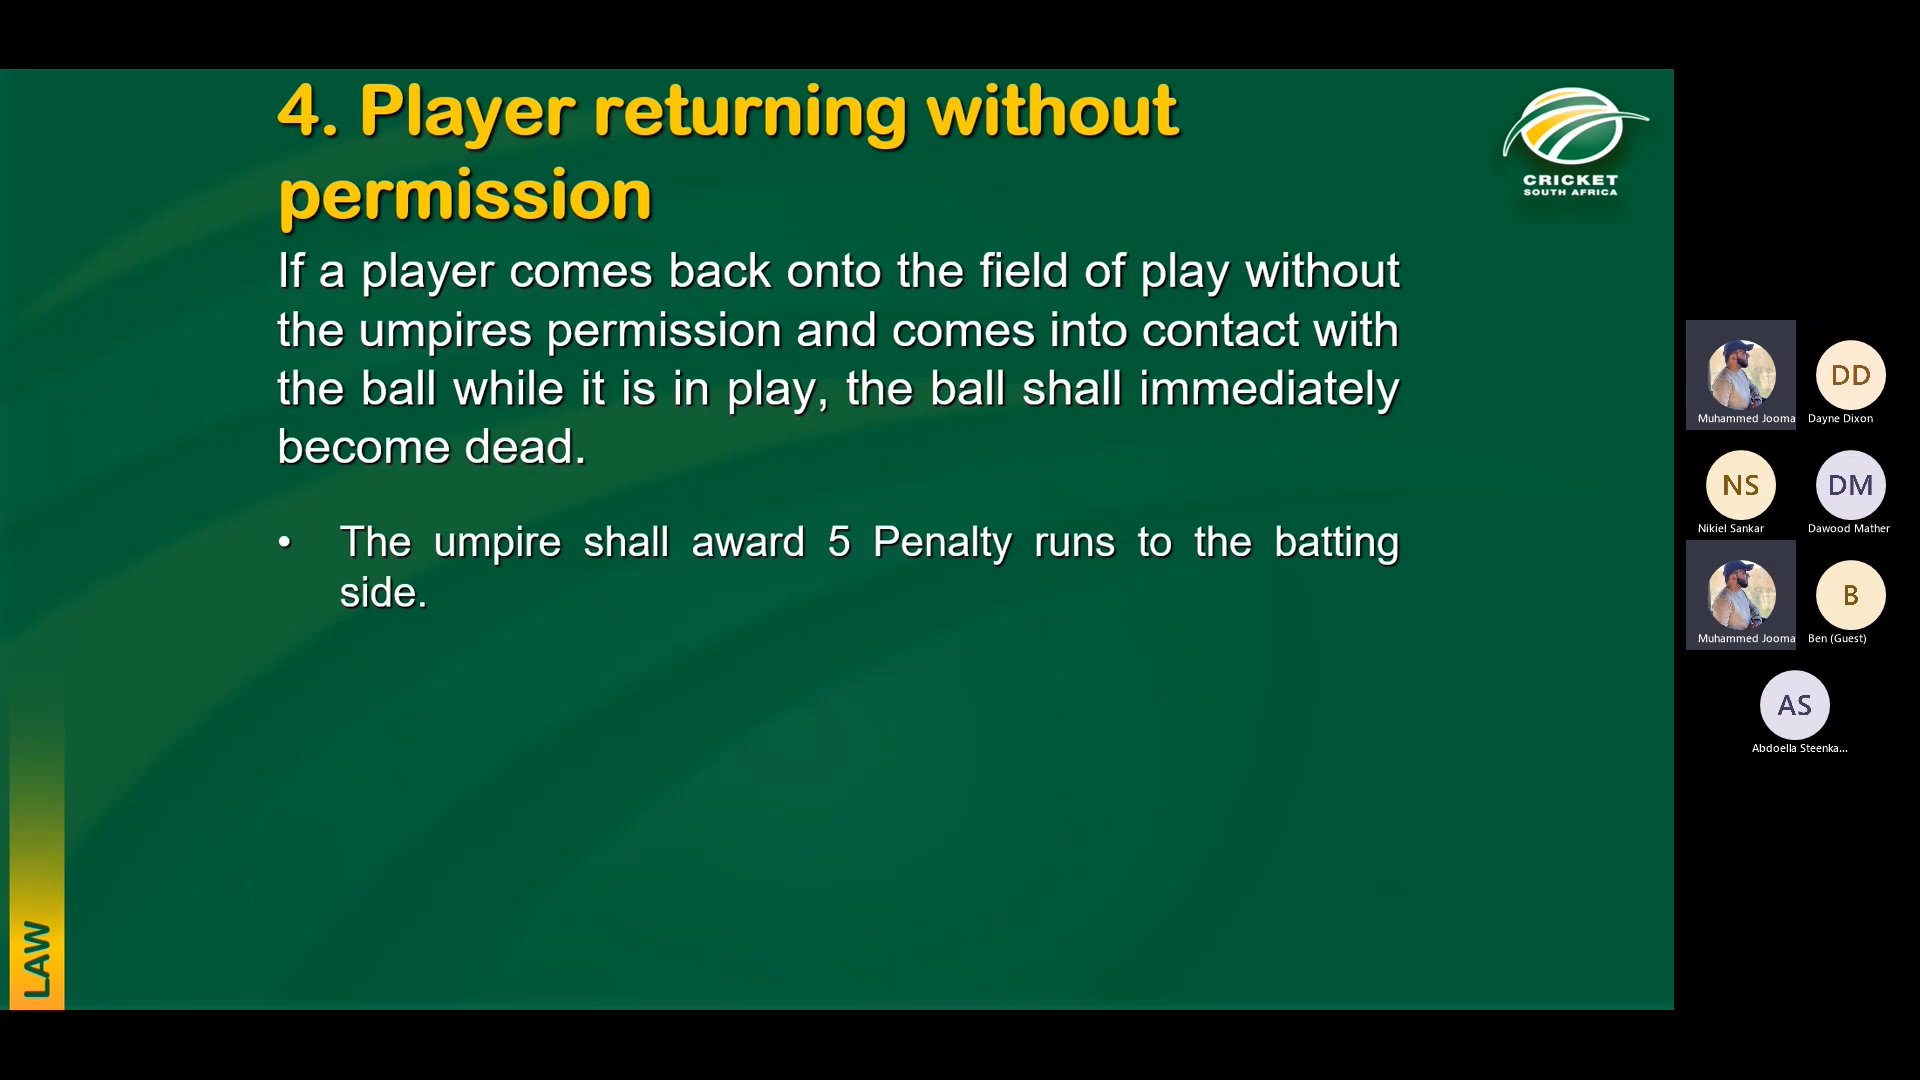 4. Player returning without
permission
CRICKET
SOUTH AFRICA
If a player comes back onto the field of play without
the umpires permission and comes into contact with
the ball while it is in play, the ball shall immediately
become dead.
• The umpire shall award 5 Penalty runs to the batting
side.
LAW
Muhammed Jooma
DD
Dayne Dixon
NS
Nikiel Sankar
DM
Dawood Mather
Muhammed Jooma
B
Ben (Guest)
AS
Abdoella Steenka...